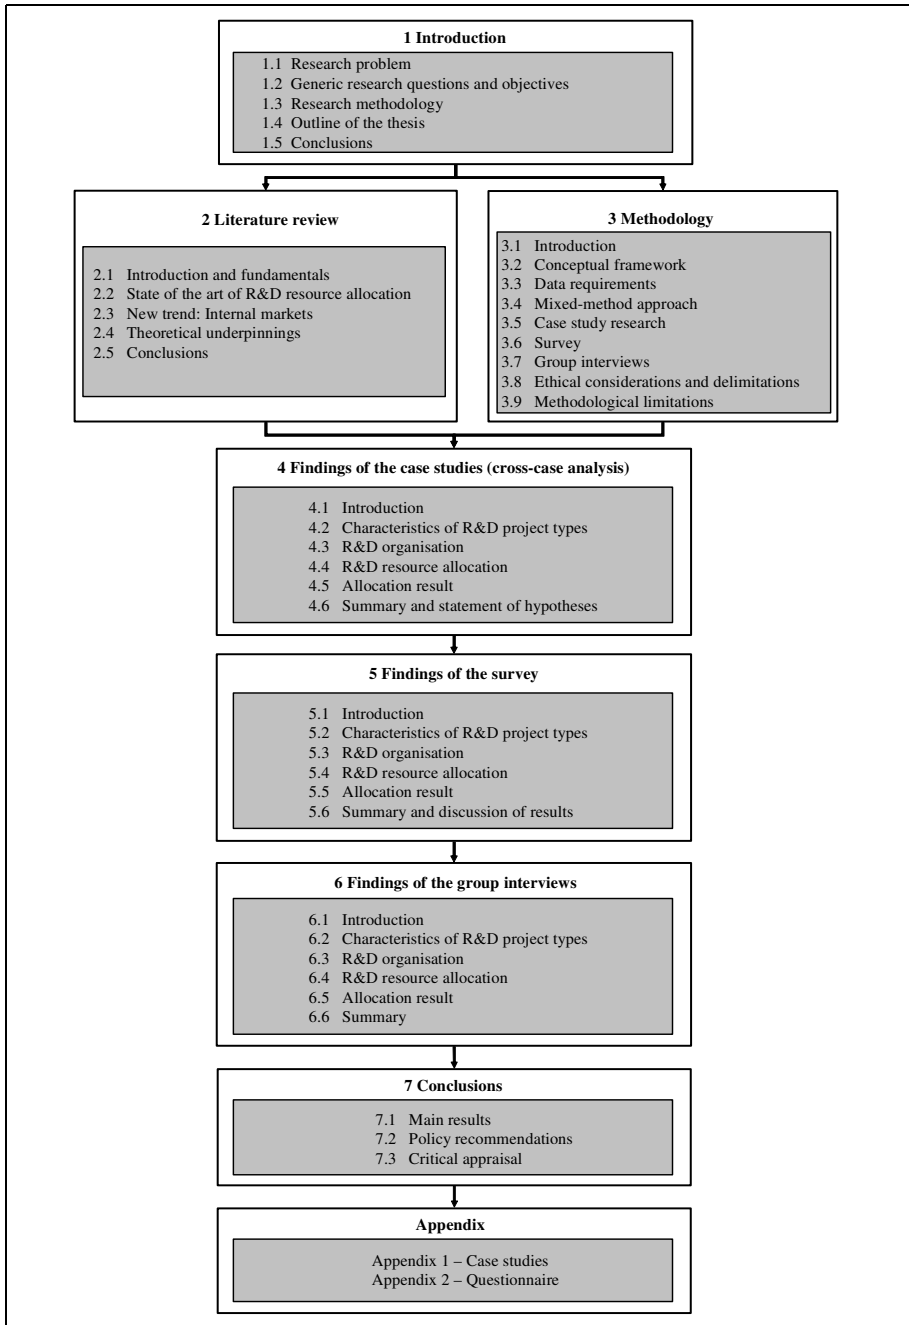 1 Introduction
1.1 Research problem
1.2 Generic research questions and objectives
1.3 Research methodology
1.4 Outline of the thesis
1.5 Conclusions
2 Literature review
2.1 Introduction and fundamentals
2.2 State of the art of R&D resource allocation
2.3 New trend: Internal markets
2.4 Theoretical underpinnings
2.5 Conclusions
3 Methodology
3.1 Introduction
3.2 Conceptual framework
3.3 Data requirements
3.4 Mixed-method approach
3.5 Case study research
3.6 Survey
3.7 Group interviews
3.8 Ethical considerations and delimitations
3.9 Methodological limitations
4 Findings of the case studies (cross-case analysis)
4.1 Introduction
4.2 Characteristics of R&D project types
4.3 R&D organisation
4.4 R&D resource allocation
4.5 Allocation result
4.6 Summary and statement of hypotheses
5 Findings of the survey
5.1 Introduction
5.2 Characteristics of R&D project types
5.3 R&D organisation
5.4 R&D resource allocation
5.5 Allocation result
5.6 Summary and discussion of results
6 Findings of the group interviews
6.1 Introduction
6.2 Characteristics of R&D project types
6.3 R&D organisation
6.4 R&D resource allocation
6.5 Allocation result
6.6 Summary
7 Conclusions
7.1 Main results
7.2 Policy recommendations
7.3 Critical appraisal
Appendix
Appendix 1 – Case studies
Appendix 2 – Questionnaire